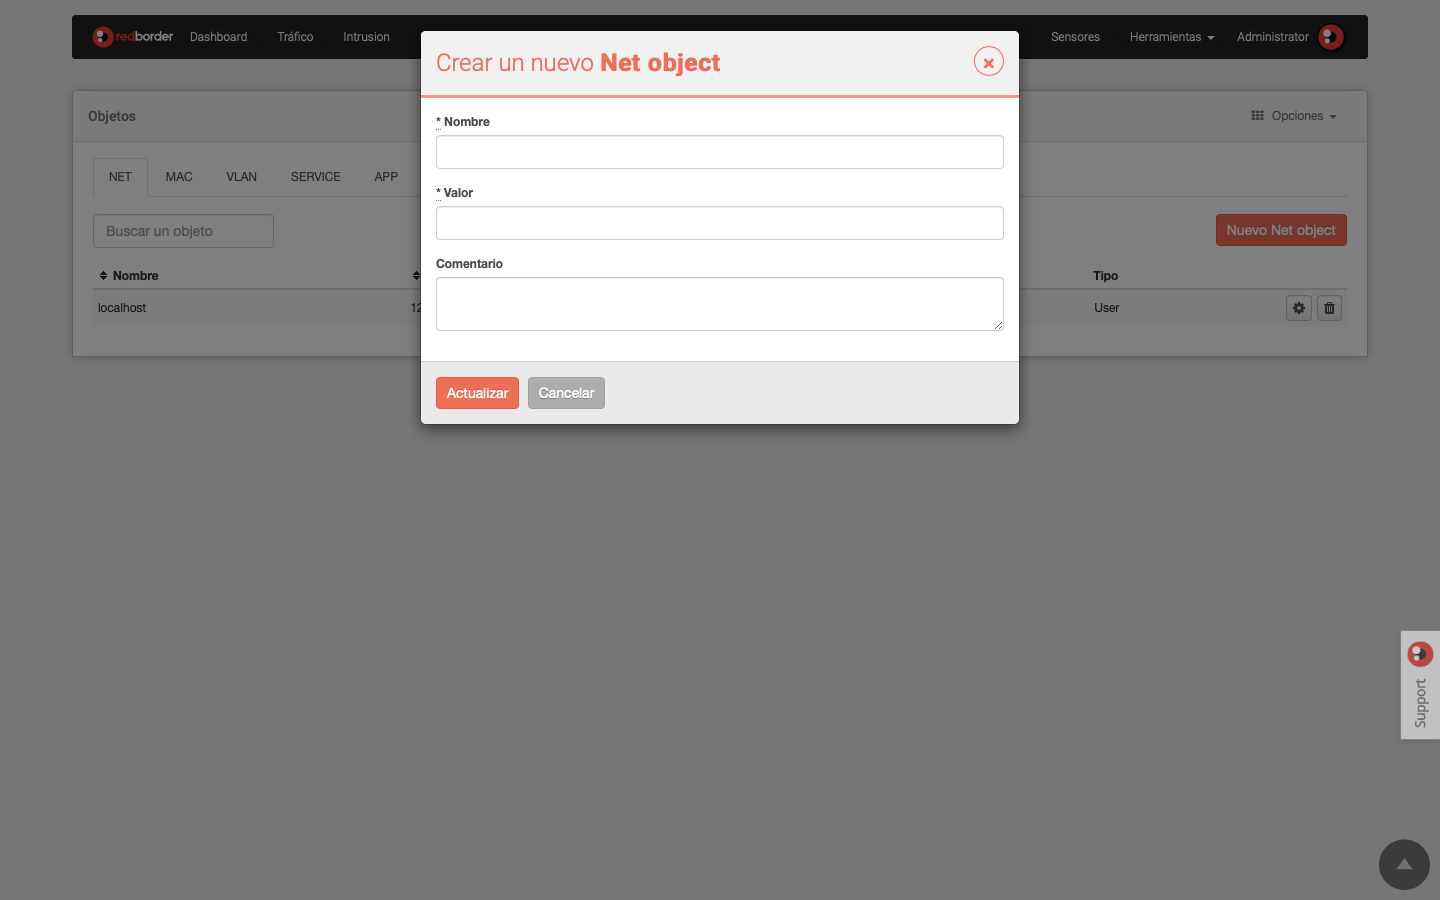 redborder Dashboard Tráfico Intrusion Sensores Herramientas Administrator
Crear un nuevo Net object
Objetos
Opciones
* Nombre
NET MAC VLAN SERVICE APP
* Valor
Buscar un objeto
Nuevo Net object
Comentario
Nombre Tipo
localhost 12 User
Actualizar Cancelar
Support